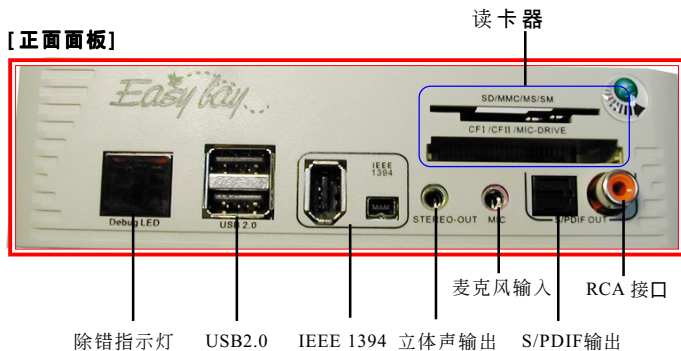 读卡器
[正面面板]
Easy bay...
SD/MMC/MS/SM
CFI/CFII/MIC-DRIVE
IEEE
1394
Debug LED
USB 2.0
STEREO-OUT
MIC
S/PDIF OUT
麦克风输入
RCA 接口
除错指示灯
USB2.0
IEEE 1394
立体声输出
S/PDIF输出